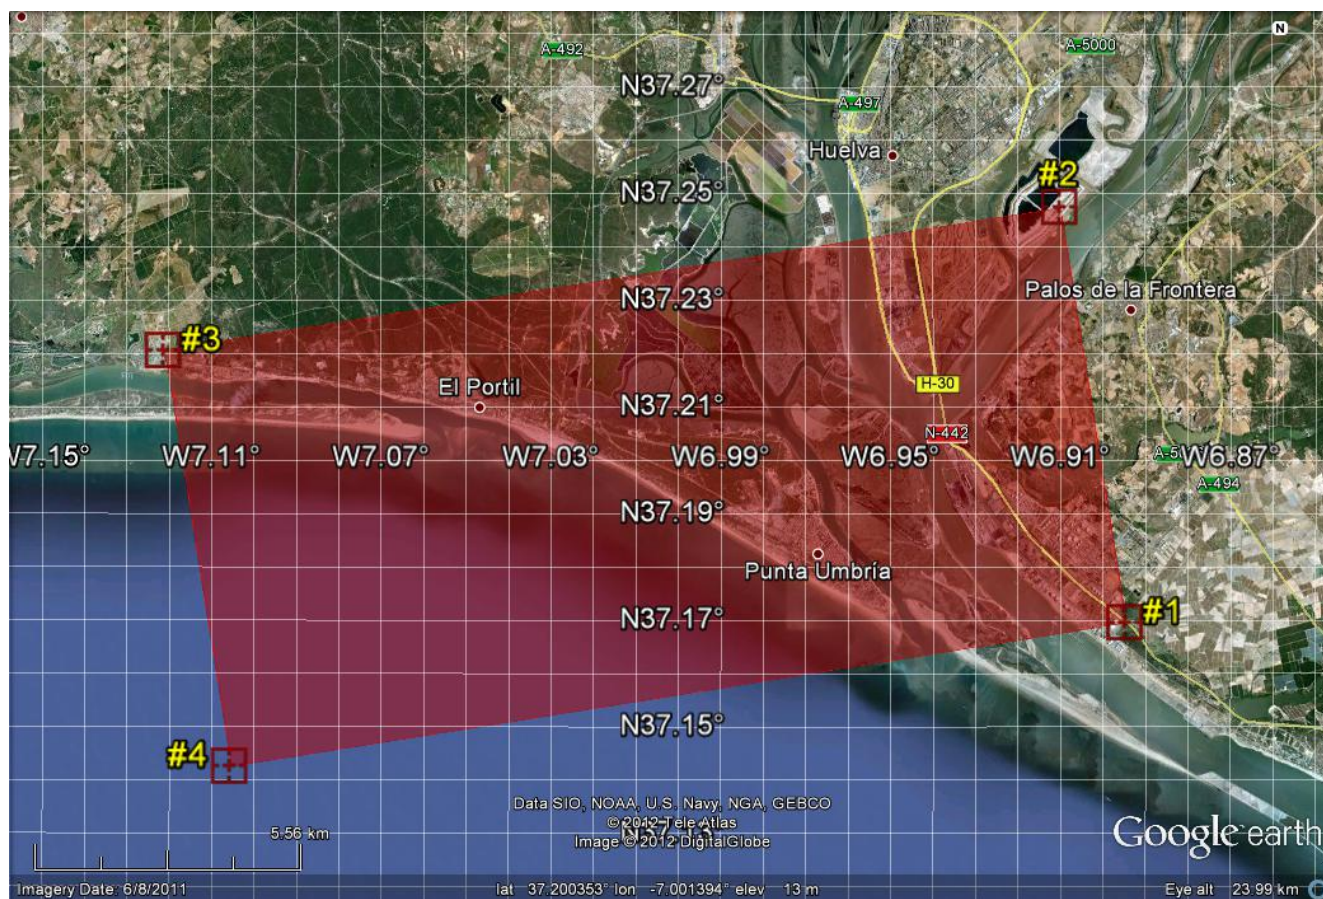 N
A-492
A-5000
N37.27°
A-497
Huelva
#2
N37.25°
Palos de la Frontera
N37.23°
#3
H-30
El Portil
N37.21°
N-442
W7.15°
W7.11°
W7.07°
W7.03°
W6.99°
W6.95°
W6.91°
W6.87°
A-494
N37.19°
Punta Umbría
#1
N37.17°
N37.15°
#4
Data SIO, NOAA, U.S. Navy, NGA, GEBCO
© 2012 Tele Atlas
N37.13°
Image © 2012 DigitalGlobe
5.56 km
Google earth
Imagery Date: 6/8/2011
lat 37.200353° lon -7.001394° elev 13 m
Eye alt 23.99 km